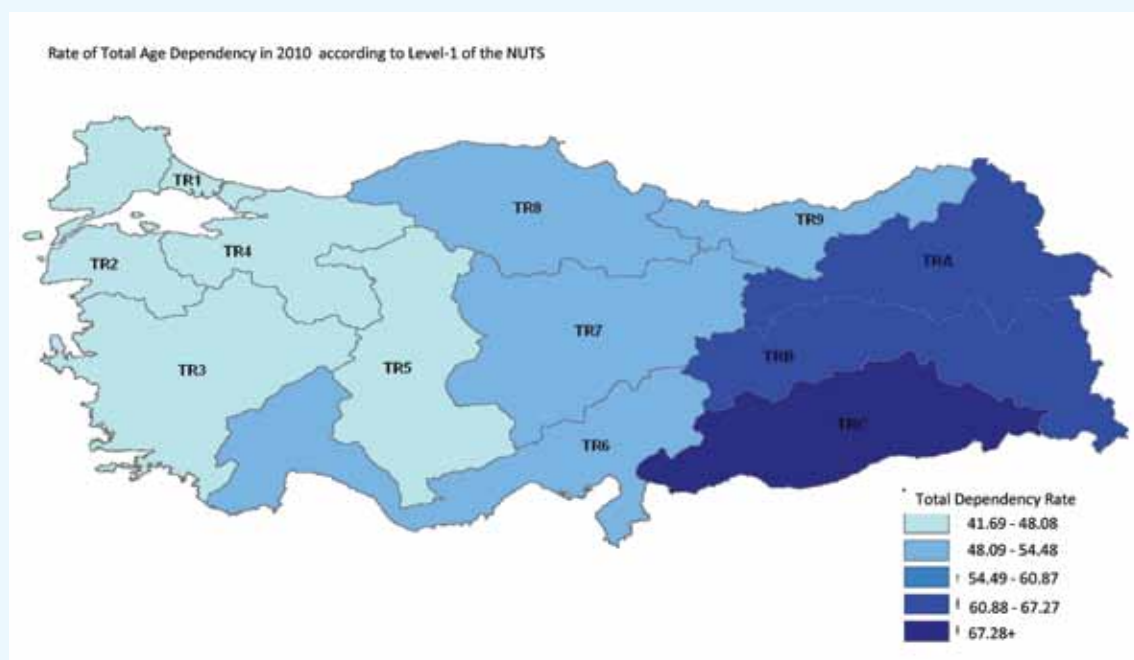 Rate of Total Age Dependency in 2010 according to Level-1 of the NUTS
TR1
TR8
TR9
TR2
TR4
TRA
TR7
TRB
TR3
TR5
TRC
TR6
Total Dependency Rate
41.69 - 48.08
48.09 - 54.48
54.49 - 60.87
60.88 - 67.27
67.28+